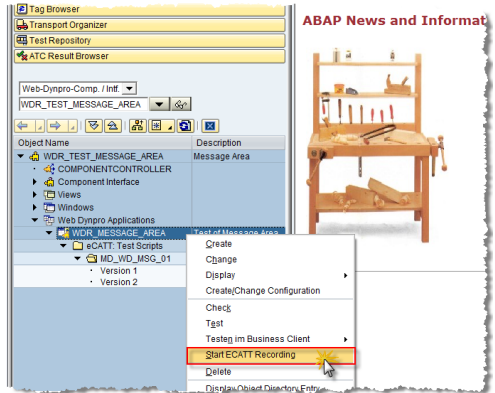 Tag Browser
Transport Organizer
Test Repository
ATC Result Browser
ABAP News and Informat
Web-Dynpro-Comp. / Intf.
WDR_TEST_MESSAGE_AREA
Object Name Description
WDR_TEST_MESSAGE_AREA Message Area
COMPONENTCONTROLLER
Component Interface
Views
Windows
Web Dynpro Applications
WDR_MESSAGE_AREA Test of Message Area
eCATT: Test Scripts
MD_WD_MSG_01
Version 1
Version 2
Create
Change
Display
Create/Change Configuration
Check
Test
Testen im Business Client
Start ECATT Recording
Delete
Display Object Directory Entry